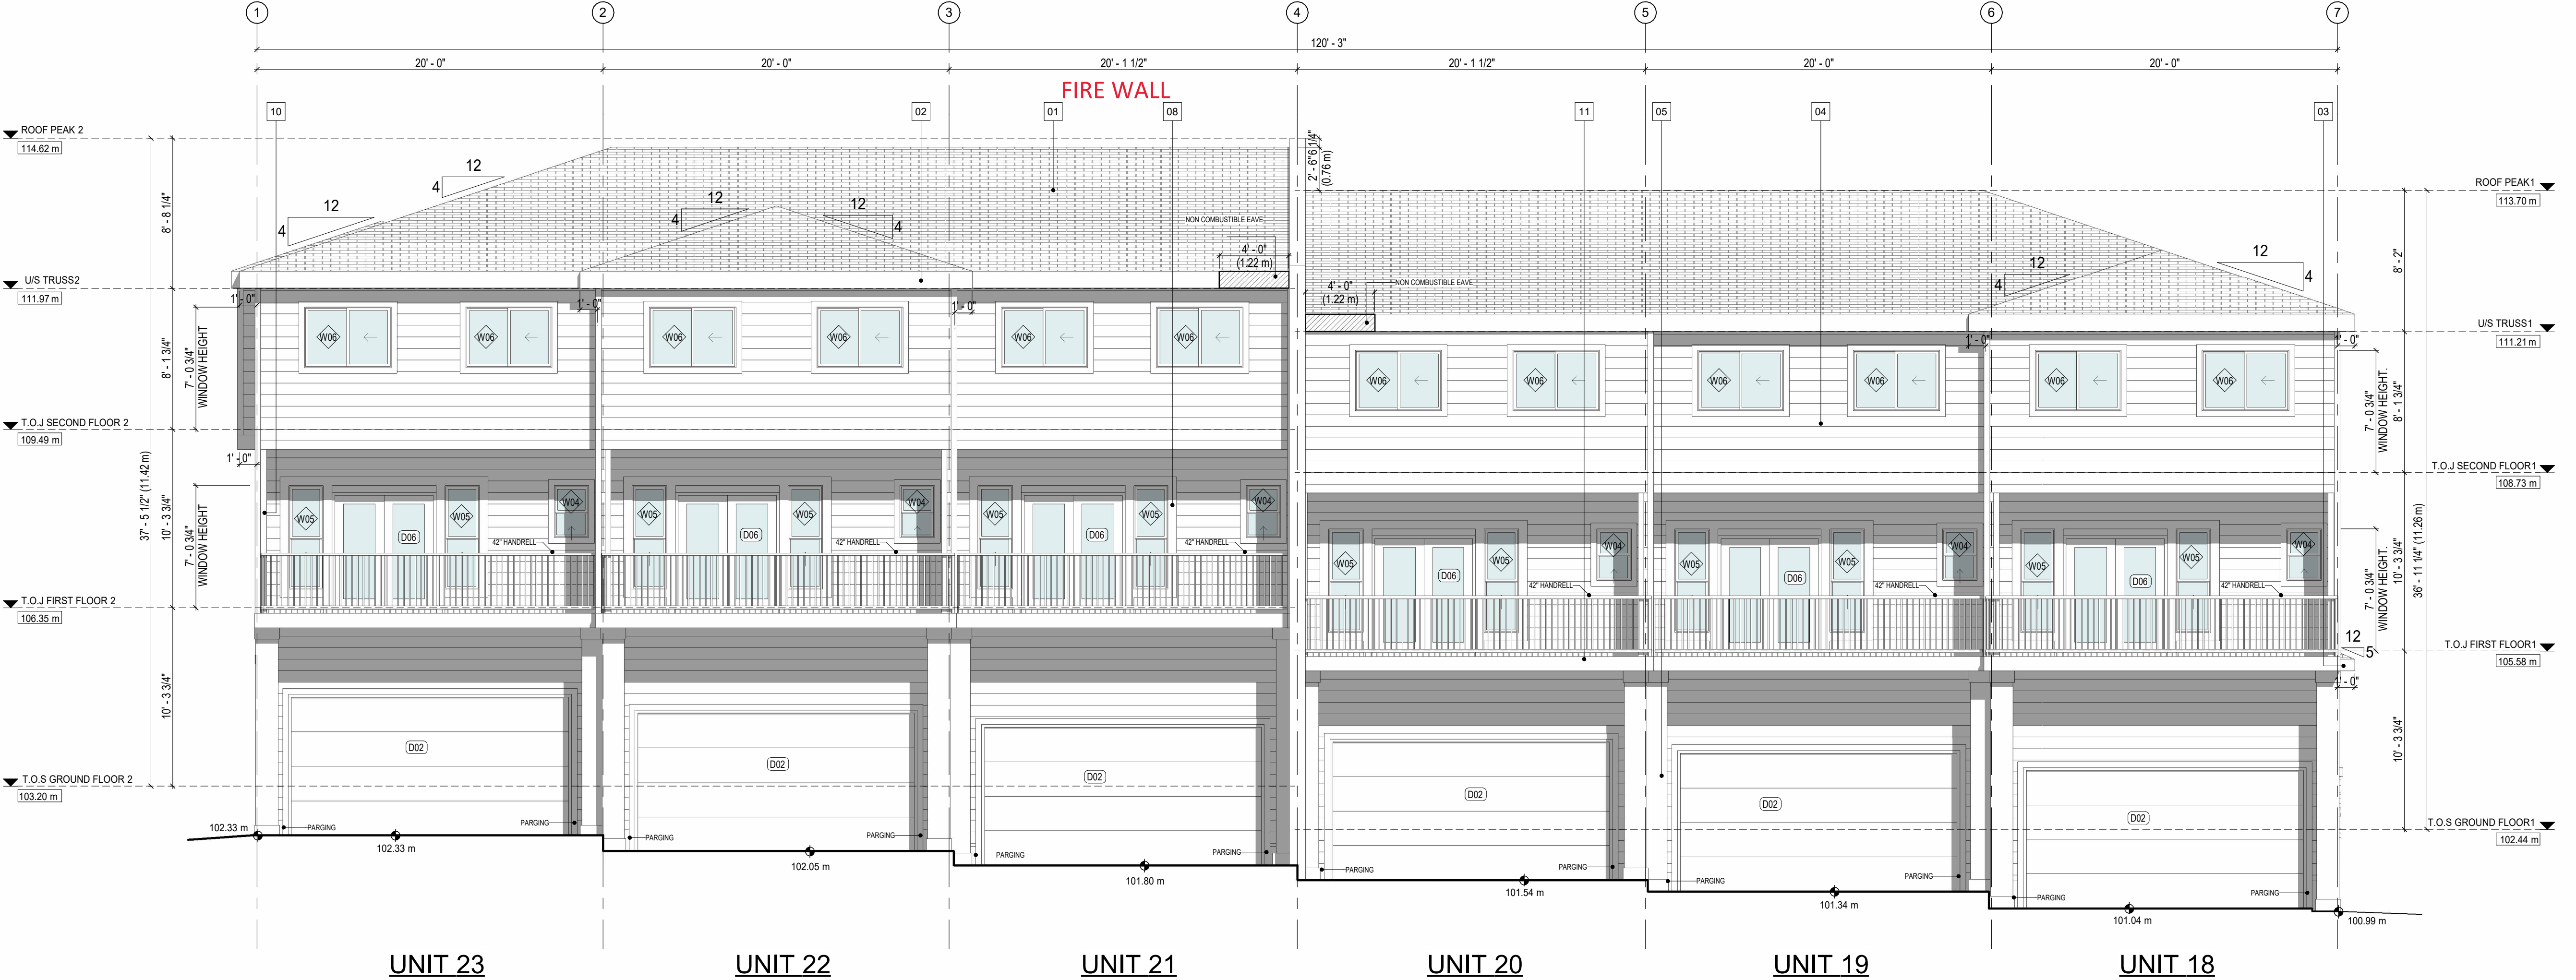 1 2 3 4 5 6 7
120' - 3"
20' - 0" 20' - 0" 20' - 1 1/2" 20' - 1 1/2" 20' - 0" 20' - 0"
FIRE WALL
10 02 01 08 11 05 04 03
ROOF PEAK 2
114.62 m
U/S TRUSS2
111.97 m
T.O.J SECOND FLOOR 2
109.49 m
T.O.J FIRST FLOOR 2
106.35 m
T.O.S GROUND FLOOR 2
103.20 m
37' - 5 1/2" (11.42 m)
8' - 8 1/4"
8' - 1 3/4"
10' - 3 3/4"
10' - 3 3/4"
7' - 0 3/4"
WINDOW HEIGHT
7' - 0 3/4"
WINDOW HEIGHT
1' - 0"
1' - 0"
1' - 0"
1' - 0"
12
4
12
4
12
4
12
4
NON COMBUSTIBLE EAVE
4' - 0"
(1.22 m)
2' - 6"
6 1/4"
(0.76 m)
4' - 0"
(1.22 m)
NON COMBUSTIBLE EAVE
12
4
12
4
1' - 0"
1' - 0"
W06 W06 W06 W06 W06 W06
W06 W06 W06 W06 W06 W06
W05 D06 W05 W04
W05 D06 W05 W04
W05 D06 W05 W04
W05 D06 W05 W04
W05 D06 W05 W04
W05 D06 W05 W04
42" HANDRELL
42" HANDRELL
42" HANDRELL
42" HANDRELL
42" HANDRELL
42" HANDRELL
12
5
1' - 0"
D02 D02 D02 D02 D02 D02
PARGING PARGING
PARGING PARGING
PARGING PARGING
PARGING PARGING
PARGING PARGING
PARGING PARGING
102.33 m
102.33 m
102.05 m
101.80 m
101.54 m
101.34 m
101.04 m
100.99 m
ROOF PEAK1
113.70 m
U/S TRUSS1
111.21 m
T.O.J SECOND FLOOR1
108.73 m
T.O.J FIRST FLOOR1
105.58 m
T.O.S GROUND FLOOR1
102.44 m
8' - 2"
8' - 1 3/4"
10' - 3 3/4"
10' - 3 3/4"
36' - 11 1/4" (11.26 m)
7' - 0 3/4"
WINDOW HEIGHT.
7' - 0 3/4"
WINDOW HEIGHT.
UNIT 23 UNIT 22 UNIT 21 UNIT 20 UNIT 19 UNIT 18